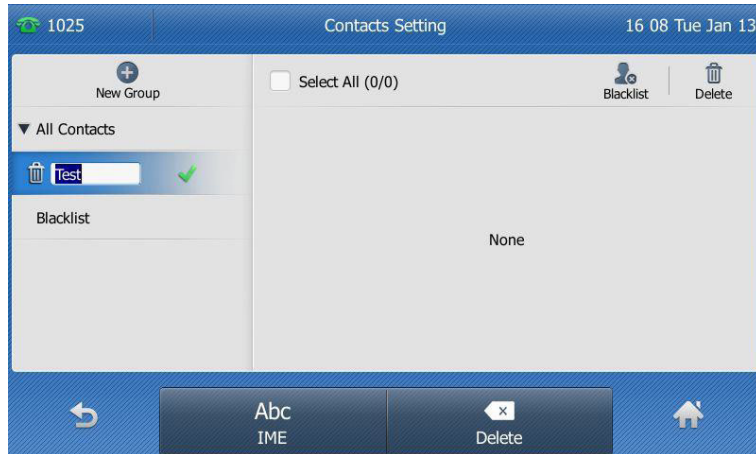 1025 Contacts Setting 16 08 Tue Jan 13
New Group
Select All (0/0)
Blacklist
Delete
All Contacts
Test
Blacklist
None
Abc
IME
Delete